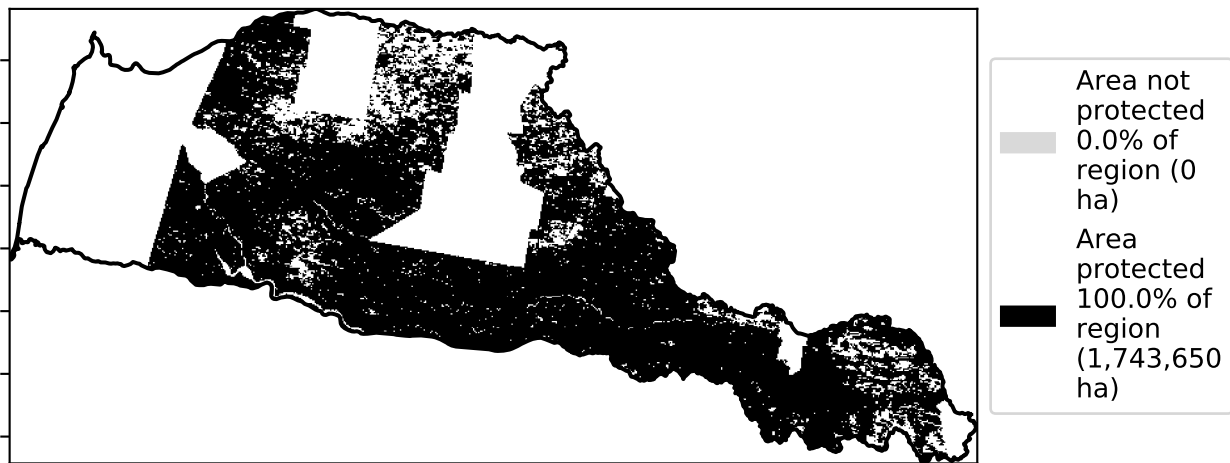 Area not
protected
0.0% of
region (0
ha)
Area
protected
100.0% of
region
(1,743,650
ha)